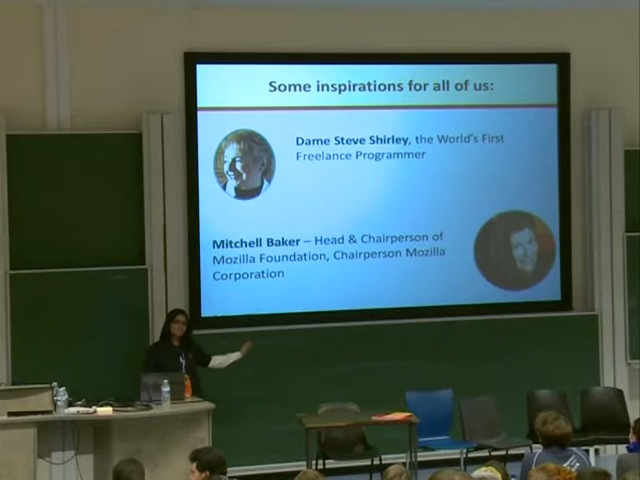 Some inspirations for all of us:
Dame Steve Shirley, the World's First
Freelance Programmer
Mitchell Baker – Head & Chairperson of
Mozilla Foundation, Chairperson Mozilla
Corporation